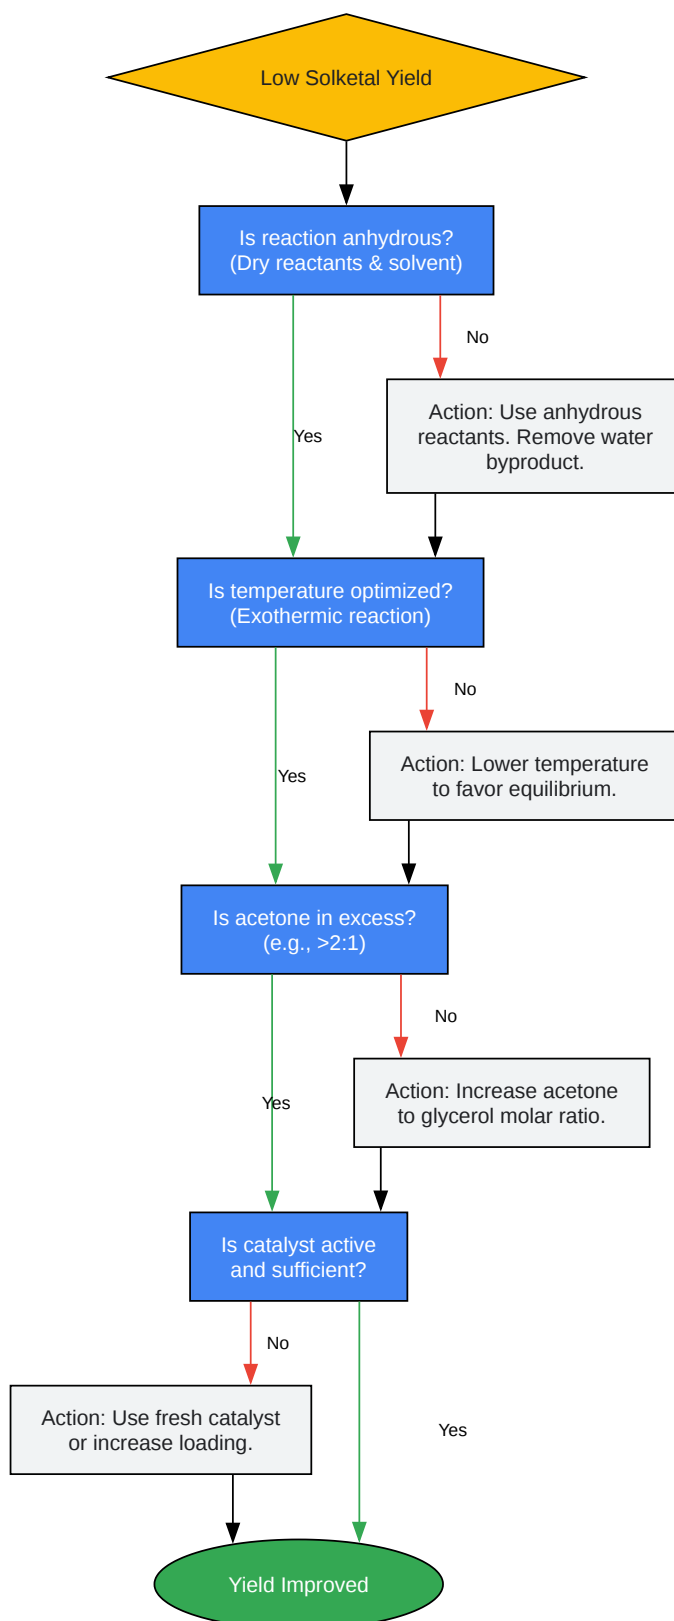 Low Solketal Yield
Is reaction anhydrous?
(Dry reactants & solvent)
No
Action: Use anhydrous
reactants. Remove water
byproduct.
Yes
Is temperature optimized?
(Exothermic reaction)
No
Action: Lower temperature
to favor equilibrium.
Yes
Is acetone in excess?
(e.g., >2:1)
No
Action: Increase acetone
to glycerol molar ratio.
Yes
Is catalyst active
and sufficient?
No
Action: Use fresh catalyst
or increase loading.
Yes
Yield Improved